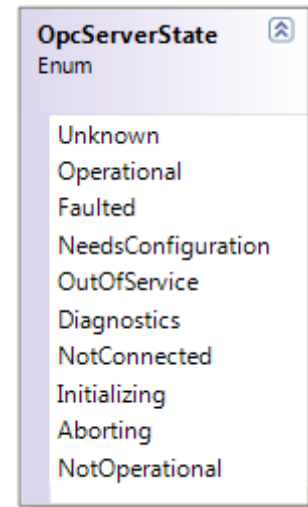 OpcServerState
Enum
Unknown
Operational
Faulted
NeedsConfiguration
OutOfService
Diagnostics
NotConnected
Initializing
Aborting
NotOperational